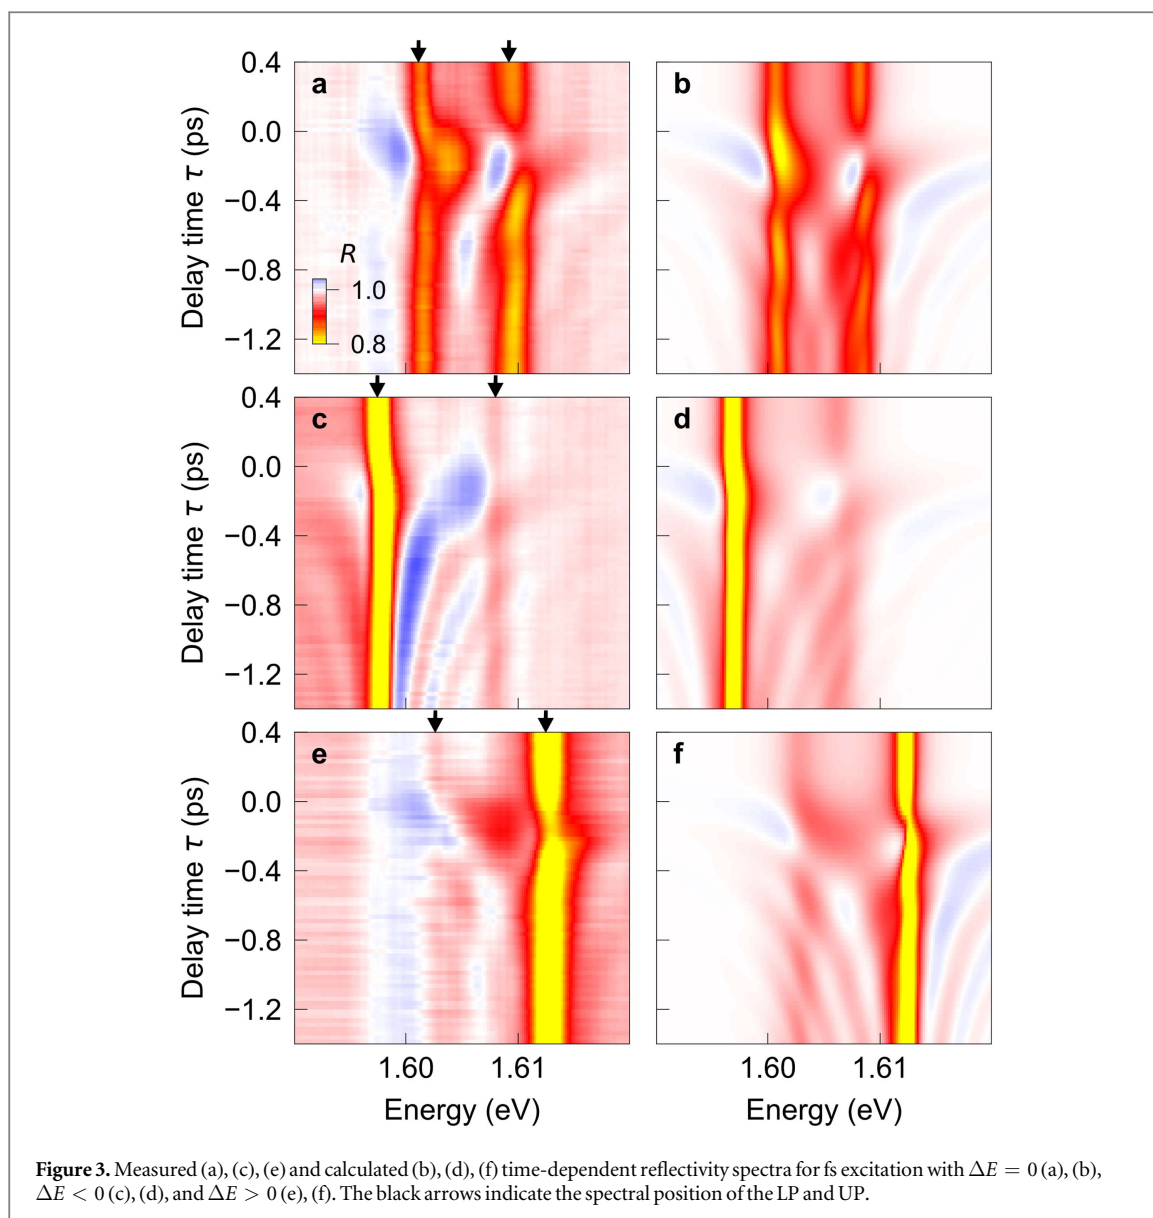 0.4
0.0
−0.4
−0.8
−1.2
Delay time τ (ps)
a
R
1.0
0.8
b
0.4
0.0
−0.4
−0.8
−1.2
Delay time τ (ps)
c
d
0.4
0.0
−0.4
−0.8
−1.2
Delay time τ (ps)
e
f
1.60 1.61 1.60 1.61
Energy (eV) Energy (eV)
Figure 3. Measured (a), (c), (e) and calculated (b), (d), (f) time-dependent reflectivity spectra for fs excitation with ΔE = 0 (a), (b),
ΔE < 0 (c), (d), and ΔE > 0 (e), (f). The black arrows indicate the spectral position of the LP and UP.